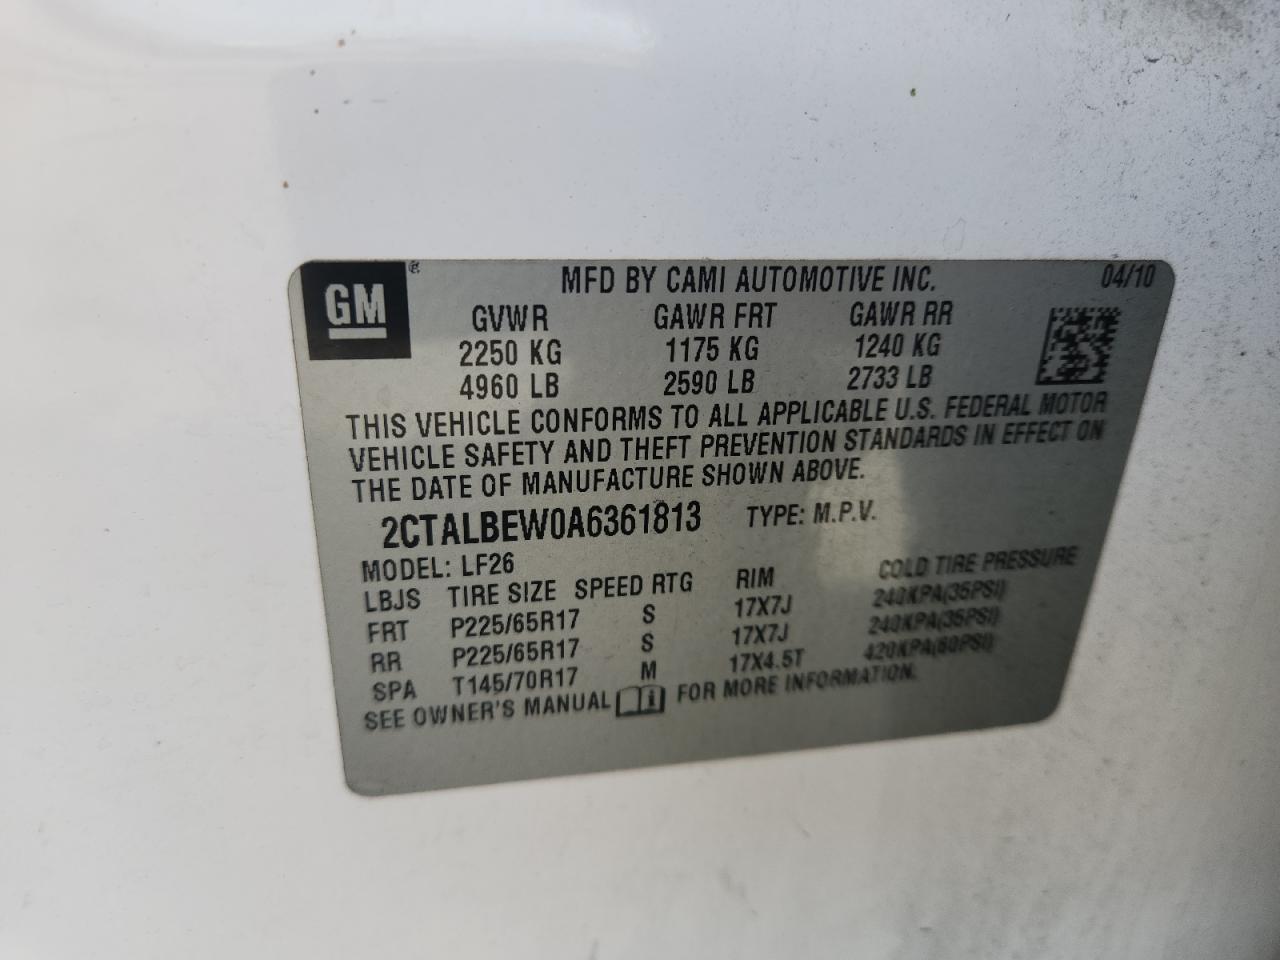 GM ®
MFD BY CAMI AUTOMOTIVE INC. 04/10
GVWR GAWR FRT GAWR RR
2250 KG 1175 KG 1240 KG
4960 LB 2590 LB 2733 LB
THIS VEHICLE CONFORMS TO ALL APPLICABLE U.S. FEDERAL MOTOR
VEHICLE SAFETY AND THEFT PREVENTION STANDARDS IN EFFECT ON
THE DATE OF MANUFACTURE SHOWN ABOVE.
2CTALBEW0A6361813 TYPE: M.P.V.
MODEL: LF26
LBJS TIRE SIZE SPEED RTG RIM COLD TIRE PRESSURE
FRT P225/65R17 S 17X7J 240KPA(35PSI)
RR P225/65R17 S 17X7J 240KPA(35PSI)
SPA T145/70R17 M 17X4.5T 420KPA(60PSI)
SEE OWNER'S MANUAL FOR MORE INFORMATION.